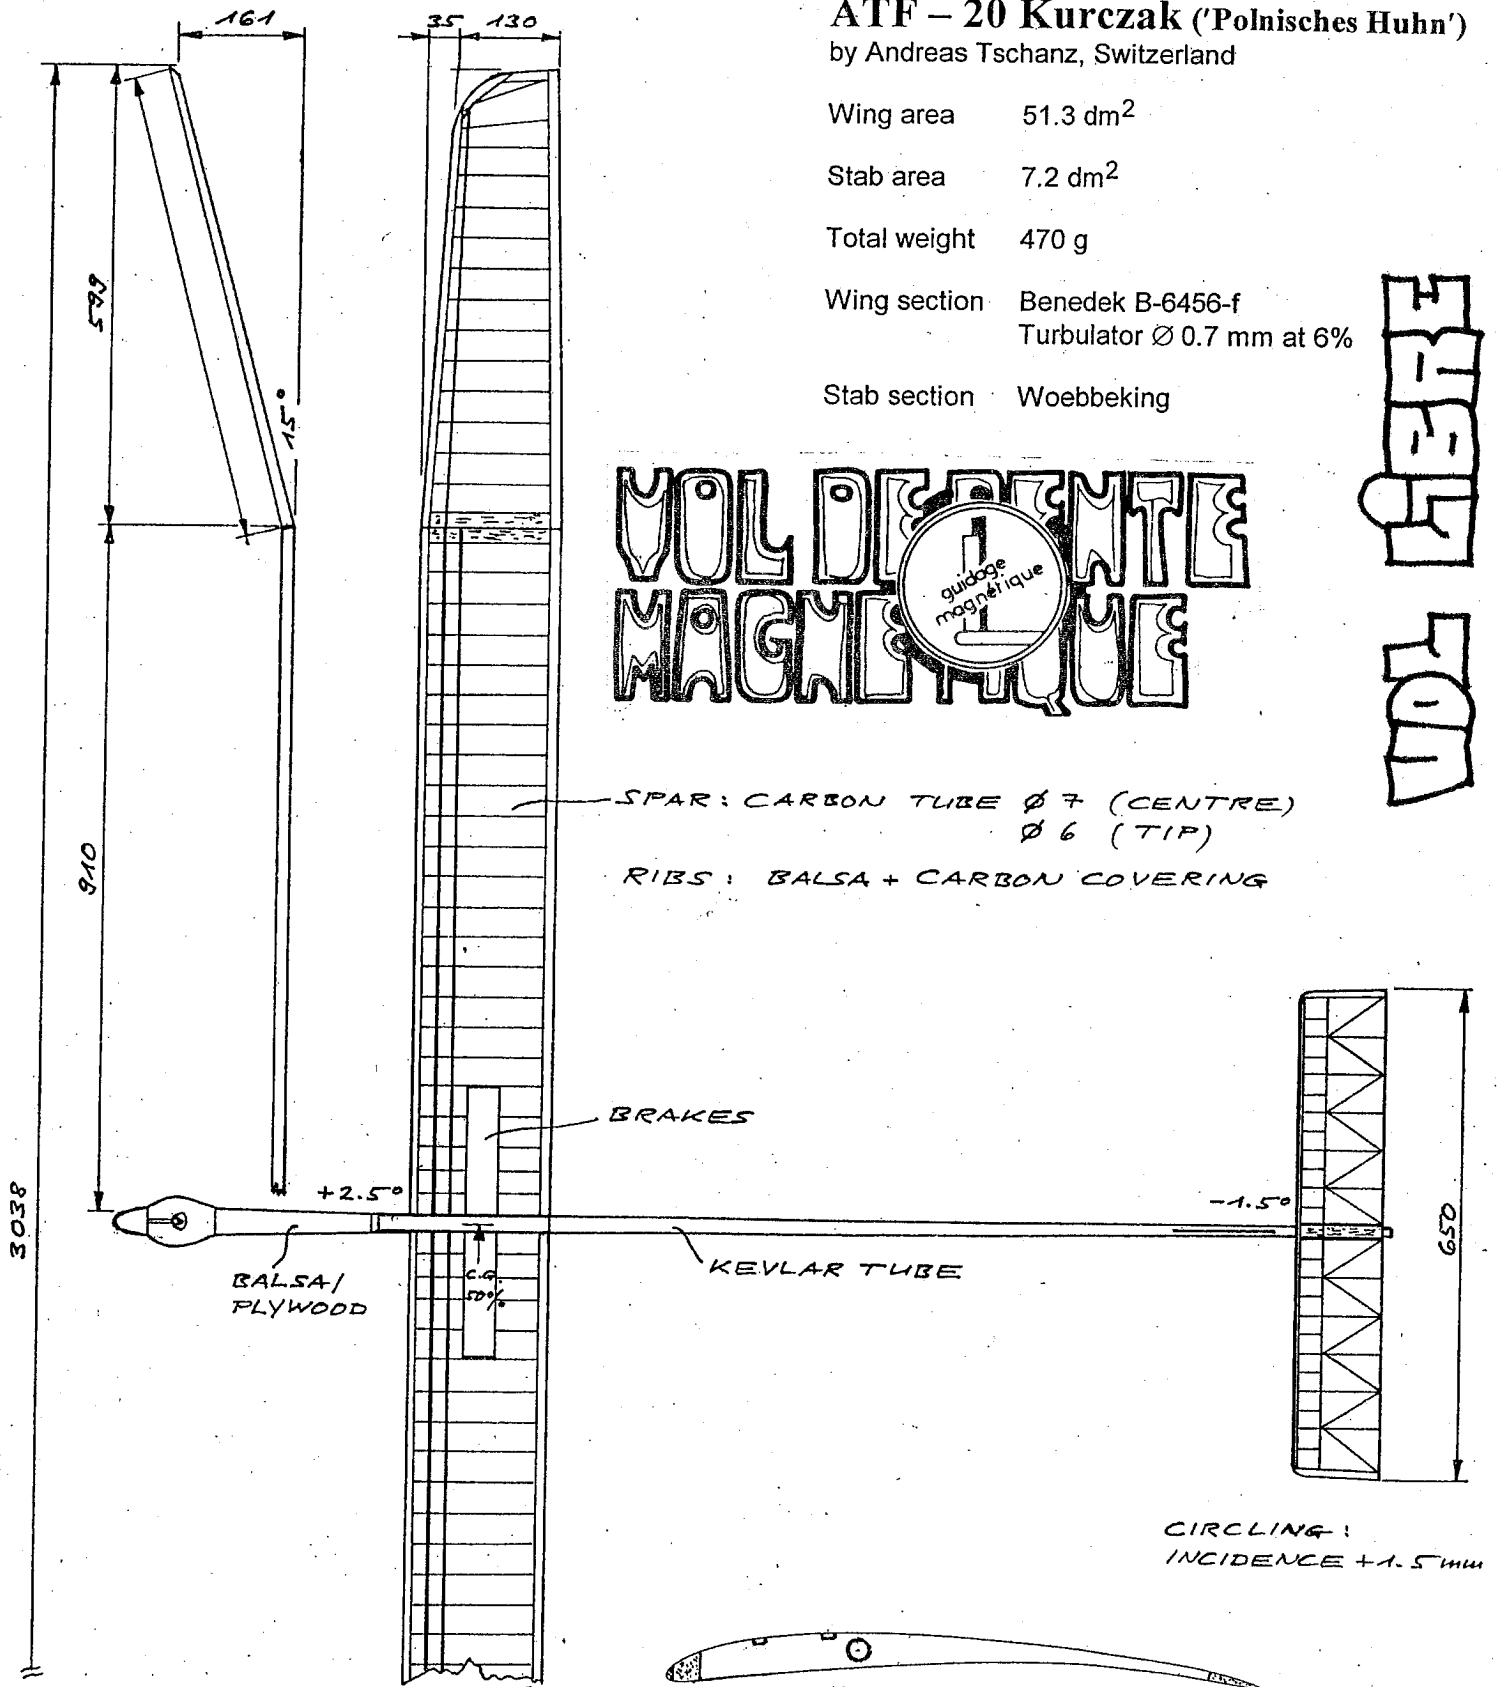 ATF – 20 Kurczak ('Polnisches Huhn')
by Andreas Tschanz, Switzerland
Wing area 51.3 dm²
Stab area 7.2 dm²
Total weight 470 g
Wing section Benedek B-6456-f
Turbulator Ø 0.7 mm at 6%
Stab section Woebbeking
VOL LIBRE
VOL DE PENTE
MAGNETIQUE
guidage
magnétique
161
35 130
599
15°
910
3038
SPAR: CARBON TUBE Ø 7 (CENTRE)
Ø 6 (TIP)
RIBS: BALSA + CARBON COVERING
BRAKES
+2.5°
-1.5°
650
BALSA/
PLYWOOD
C.G
50%
KEVLAR TUBE
CIRCLING:
INCIDENCE +1.5mm